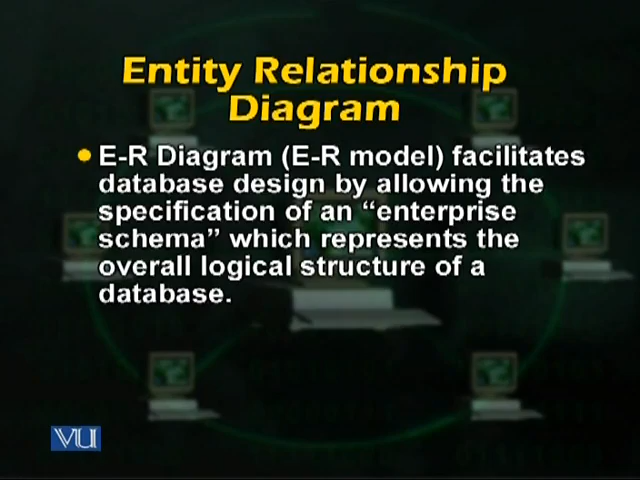 Entity Relationship
Diagram
• E-R Diagram (E-R model) facilitates
database design by allowing the
specification of an “enterprise
schema” which represents the
overall logical structure of a
database.
VU